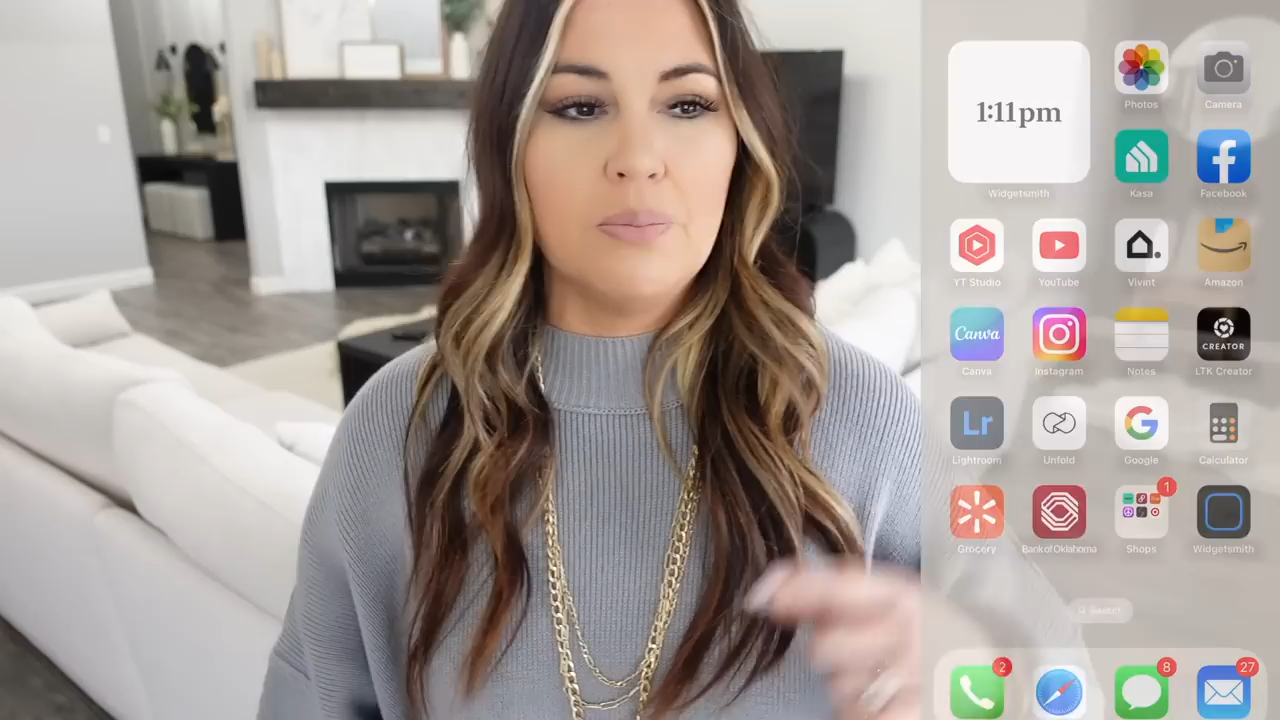 1:11pm
Widgetsmith
Photos
Camera
Kasa
Facebook
YT Studio
YouTube
Vivint
Amazon
Canva
Canva
Instagram
Notes
CREATOR
LTK Creator
Lr
Lightroom
Unfold
Google
Calculator
Grocery
BankofOklahoma
1
Shops
Widgetsmith
Search
2
8
27